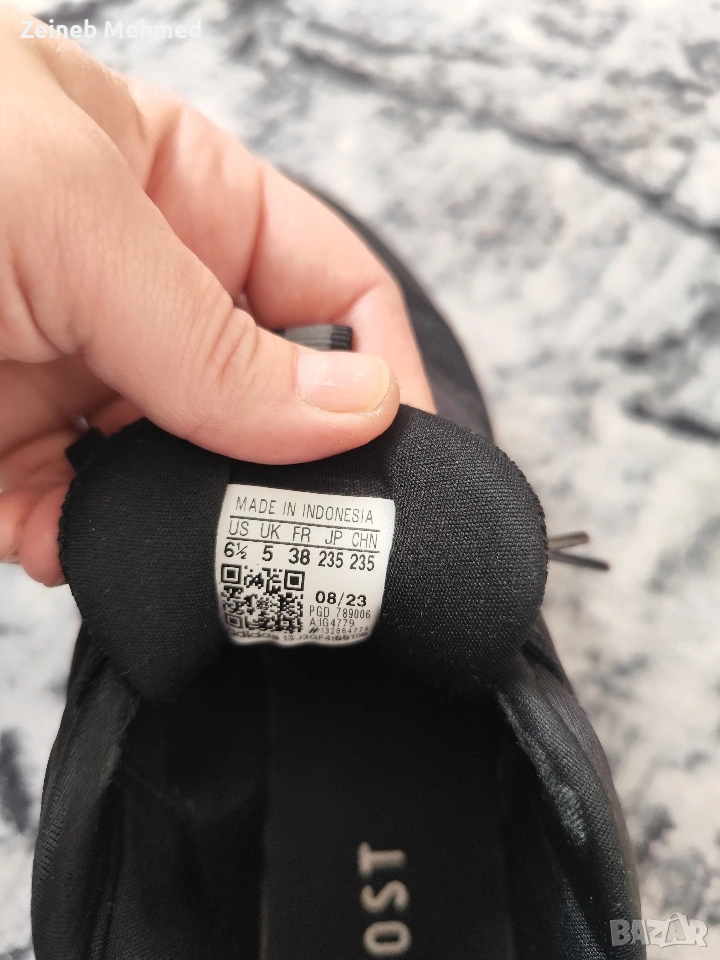 Zeineb Mehmed
MADE IN INDONESIA
US UK FR JP CHN
6½ 5 38 235 235
08/23
PGD 789006
adidas
OST
BAZAR